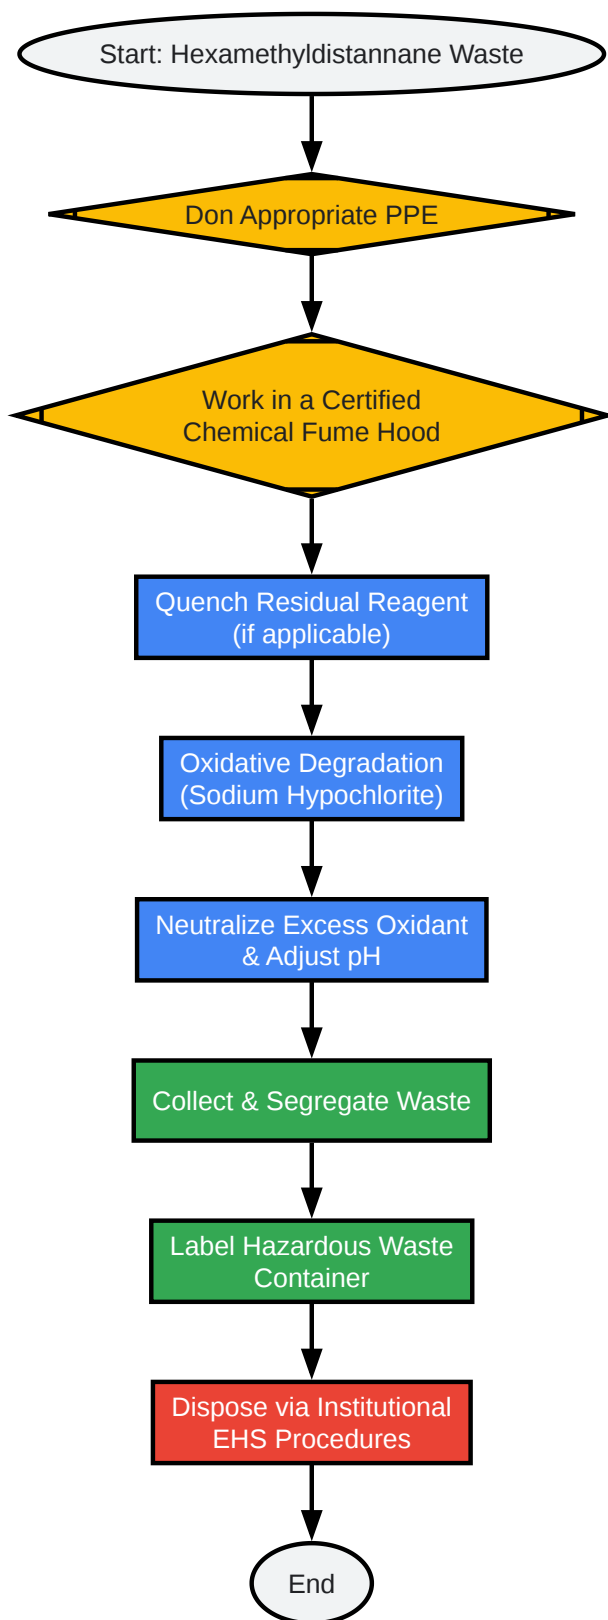 Start: Hexamethyldistannane Waste
Don Appropriate PPE
Work in a Certified
Chemical Fume Hood
Quench Residual Reagent
(if applicable)
Oxidative Degradation
(Sodium Hypochlorite)
Neutralize Excess Oxidant
& Adjust pH
Collect & Segregate Waste
Label Hazardous Waste
Container
Dispose via Institutional
EHS Procedures
End